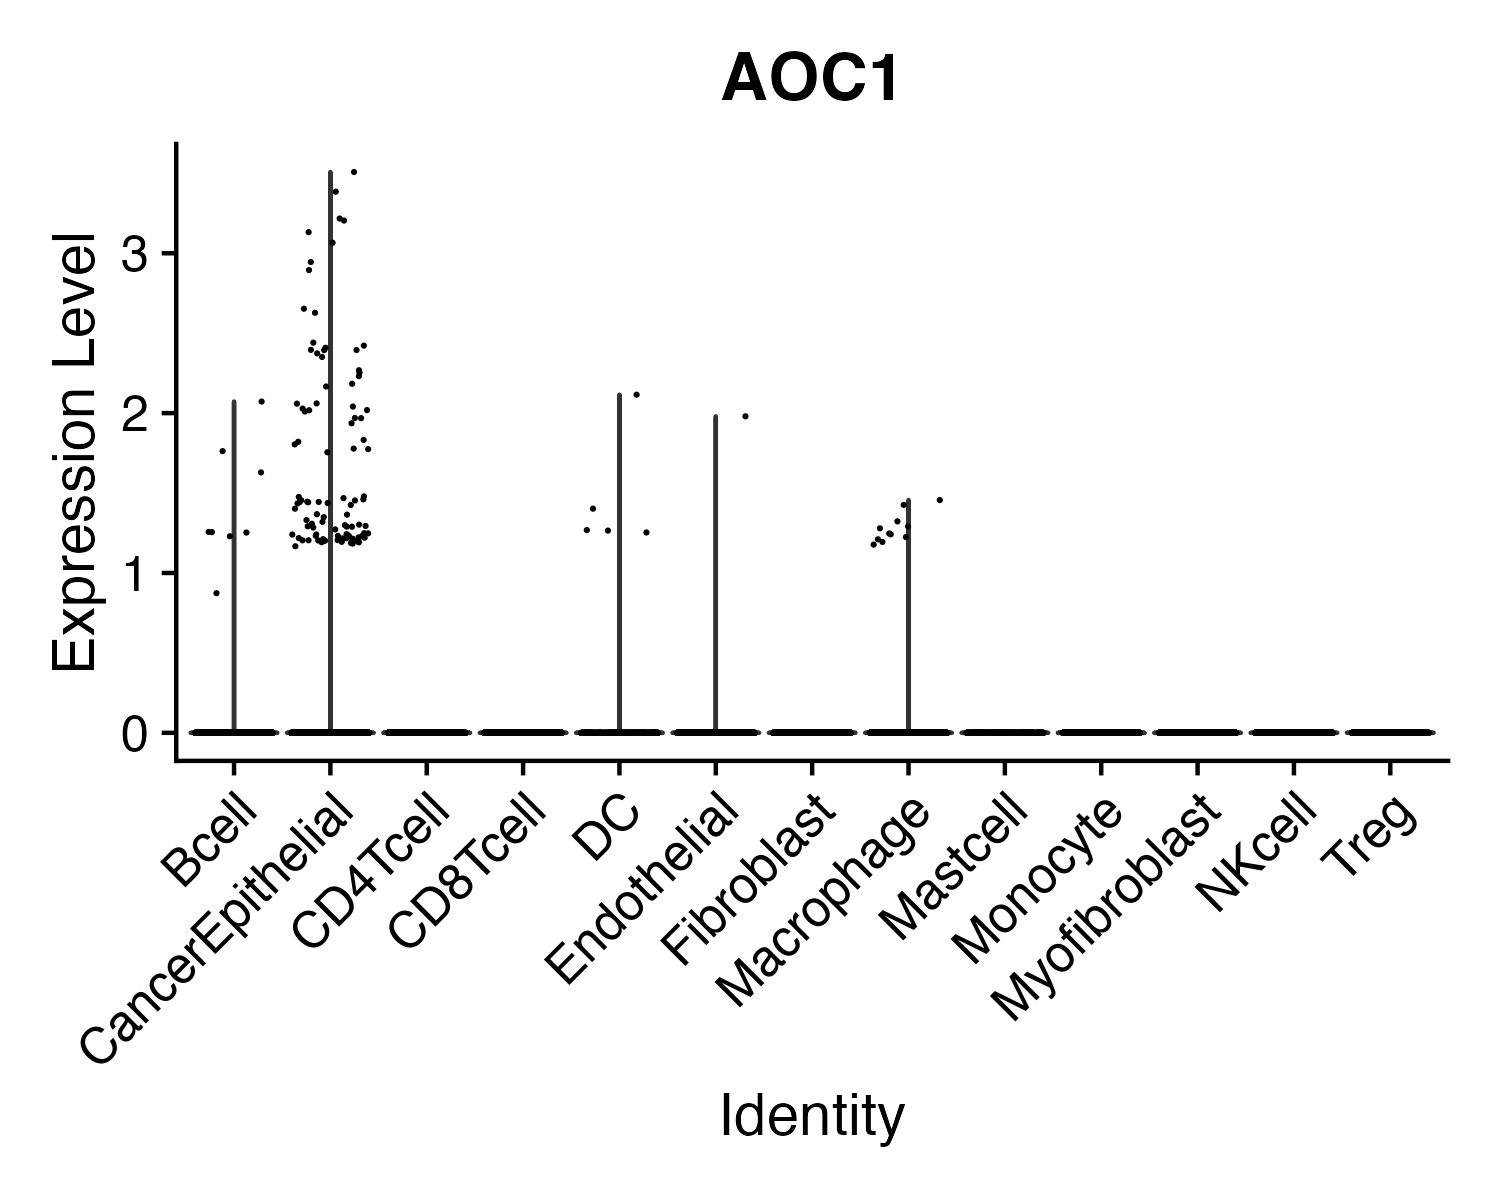 AOC1
Expression Level
3
2
1
0
Bcell
CancerEpithelial
CD4Tcell
CD8Tcell
DC
Endothelial
Fibroblast
Macrophage
Mastcell
Monocyte
Myofibroblast
NKcell
Treg
Identity